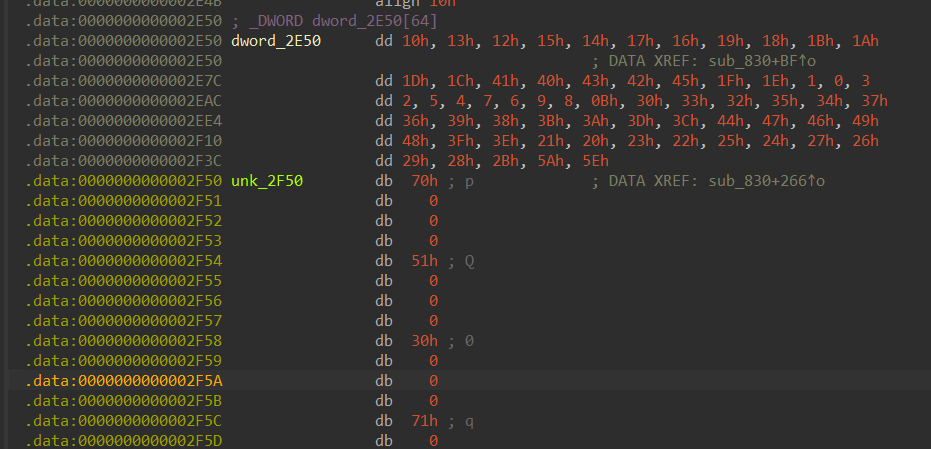 .data:0000000000002E4B align 10h
.data:0000000000002E50 ; _DWORD dword_2E50[64]
.data:0000000000002E50 dword_2E50 dd 10h, 13h, 12h, 15h, 14h, 17h, 16h, 19h, 18h, 1Bh, 1Ah
.data:0000000000002E50 ; DATA XREF: sub_830+BF↑o
.data:0000000000002E7C dd 1Dh, 1Ch, 41h, 40h, 43h, 42h, 45h, 1Fh, 1Eh, 1, 0, 3
.data:0000000000002EAC dd 2, 5, 4, 7, 6, 9, 8, 0Bh, 30h, 33h, 32h, 35h, 34h, 37h
.data:0000000000002EE4 dd 36h, 39h, 38h, 3Bh, 3Ah, 3Dh, 3Ch, 44h, 47h, 46h, 49h
.data:0000000000002F10 dd 48h, 3Fh, 3Eh, 21h, 20h, 23h, 22h, 25h, 24h, 27h, 26h
.data:0000000000002F3C dd 29h, 28h, 2Bh, 5Ah, 5Eh
.data:0000000000002F50 unk_2F50 db 70h ; p ; DATA XREF: sub_830+266↑o
.data:0000000000002F51 db 0
.data:0000000000002F52 db 0
.data:0000000000002F53 db 0
.data:0000000000002F54 db 51h ; Q
.data:0000000000002F55 db 0
.data:0000000000002F56 db 0
.data:0000000000002F57 db 0
.data:0000000000002F58 db 30h ; 0
.data:0000000000002F59 db 0
.data:0000000000002F5A db 0
.data:0000000000002F5B db 0
.data:0000000000002F5C db 71h ; q
.data:0000000000002F5D db 0